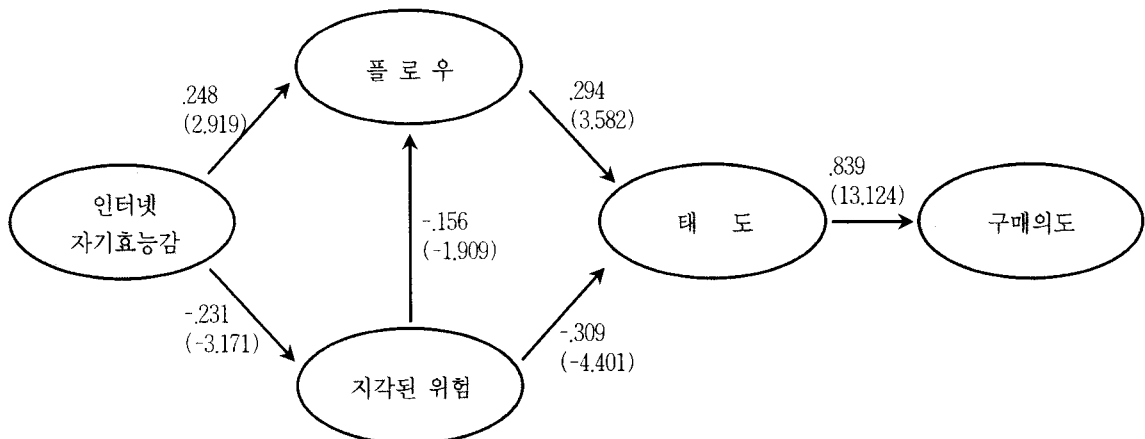 플 로 우
.248
(2.919)
.294
(3.582)
인터넷
자기효능감
-.156
(-1.909)
태 도
.839
(13.124)
구매의도
-.231
(-3.171)
-.309
(-4.401)
지각된 위험